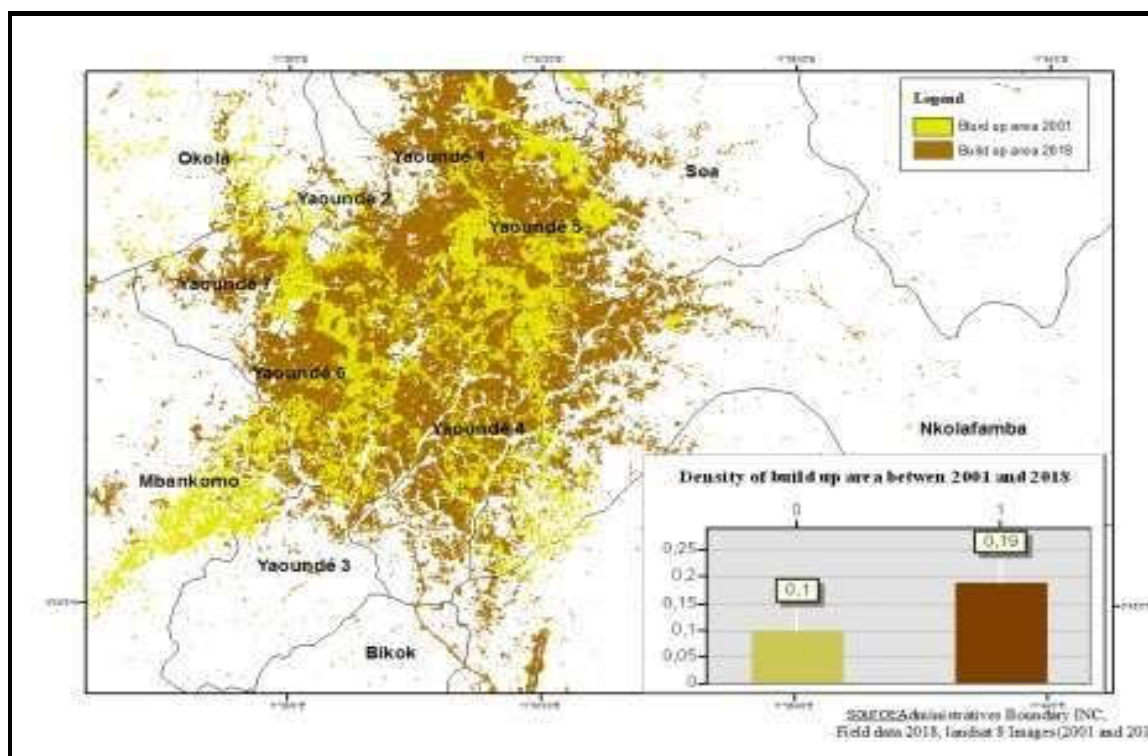 Legend
Buid up area 2001
Build up area 2018
Okola
Yaoundé 1
Soa
Yaoundé 2
Yaoundé 5
Yaoundé 7
Yaoundé 6
Yaoundé 4
Nkolafamba
Mbankomo
Yaoundé 3
Bikok
Density of build up area betwen 2001 and 2018
0 1
0,25
0,2
0,15
0,1
0,05
0
0,1
0,19
SOURCE:Administratives Boundary INC,
Field data 2018, landsat 8 Images(2001 and